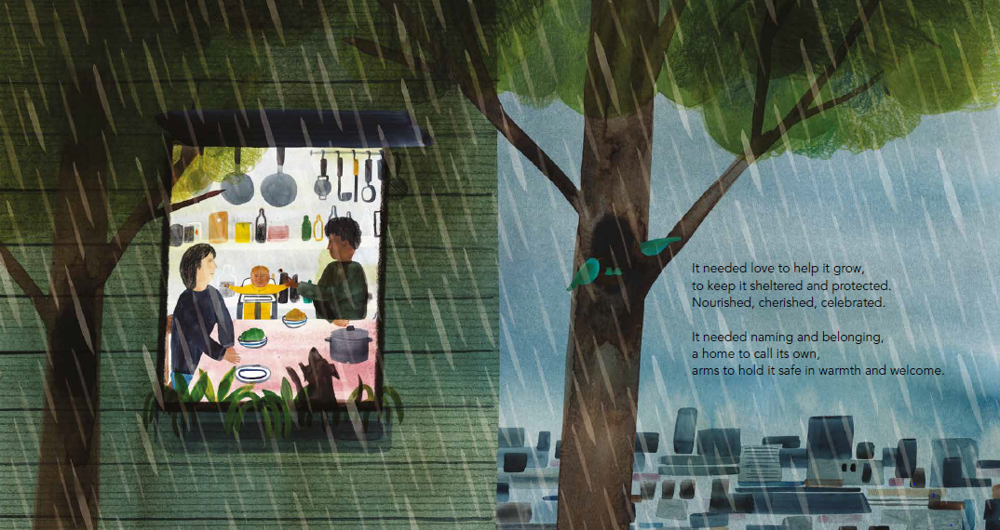 It needed love to help it grow,
to keep it sheltered and protected.
Nourished, cherished, celebrated.
It needed naming and belonging,
a home to call its own,
arms to hold it safe in warmth and welcome.